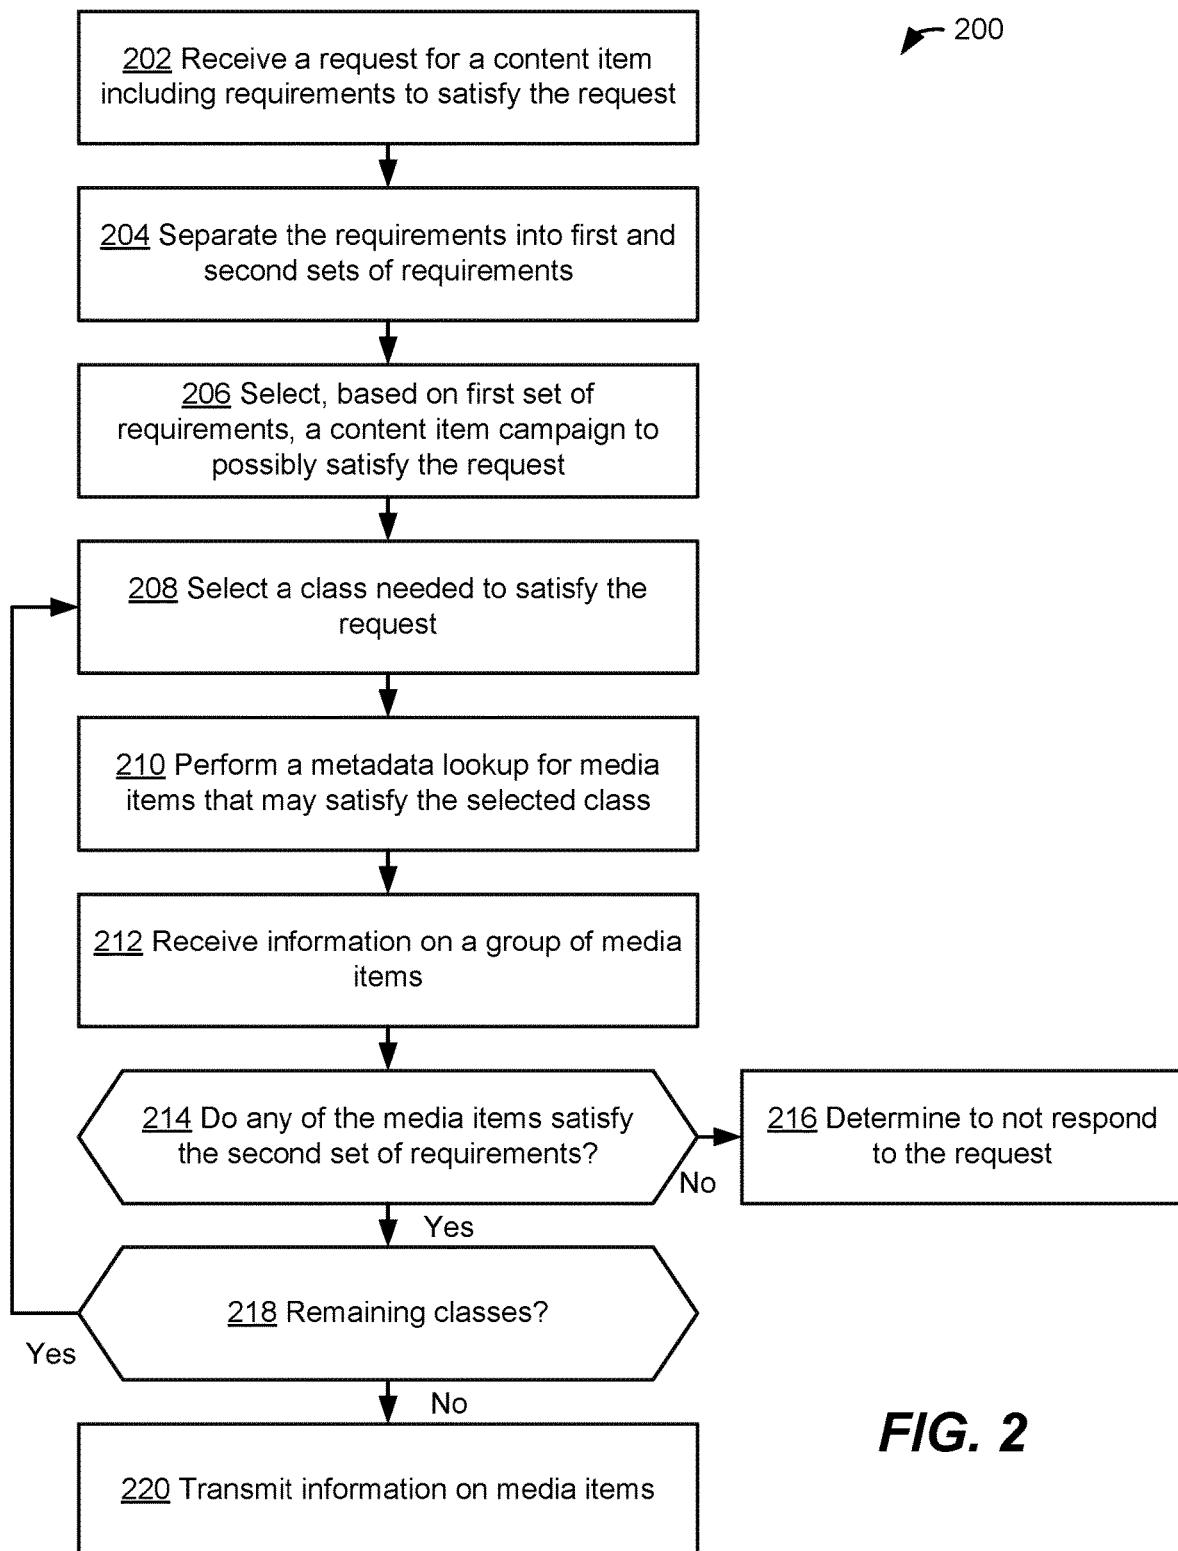 200
202 Receive a request for a content item
including requirements to satisfy the request
204 Separate the requirements into first and
second sets of requirements
206 Select, based on first set of
requirements, a content item campaign to
possibly satisfy the request
208 Select a class needed to satisfy the
request
210 Perform a metadata lookup for media
items that may satisfy the selected class
212 Receive information on a group of media
items
214 Do any of the media items satisfy
the second set of requirements?
No
216 Determine to not respond
to the request
Yes
218 Remaining classes?
Yes
No
220 Transmit information on media items
FIG. 2